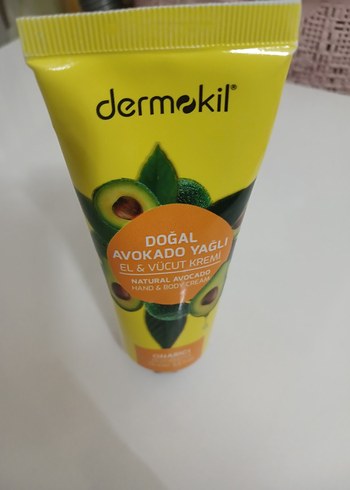 dermokil®
DOĞAL
AVOKADO YAĞLI
EL & VÜCUT KREMİ
NATURAL AVOCADO
HAND & BODY CREAM